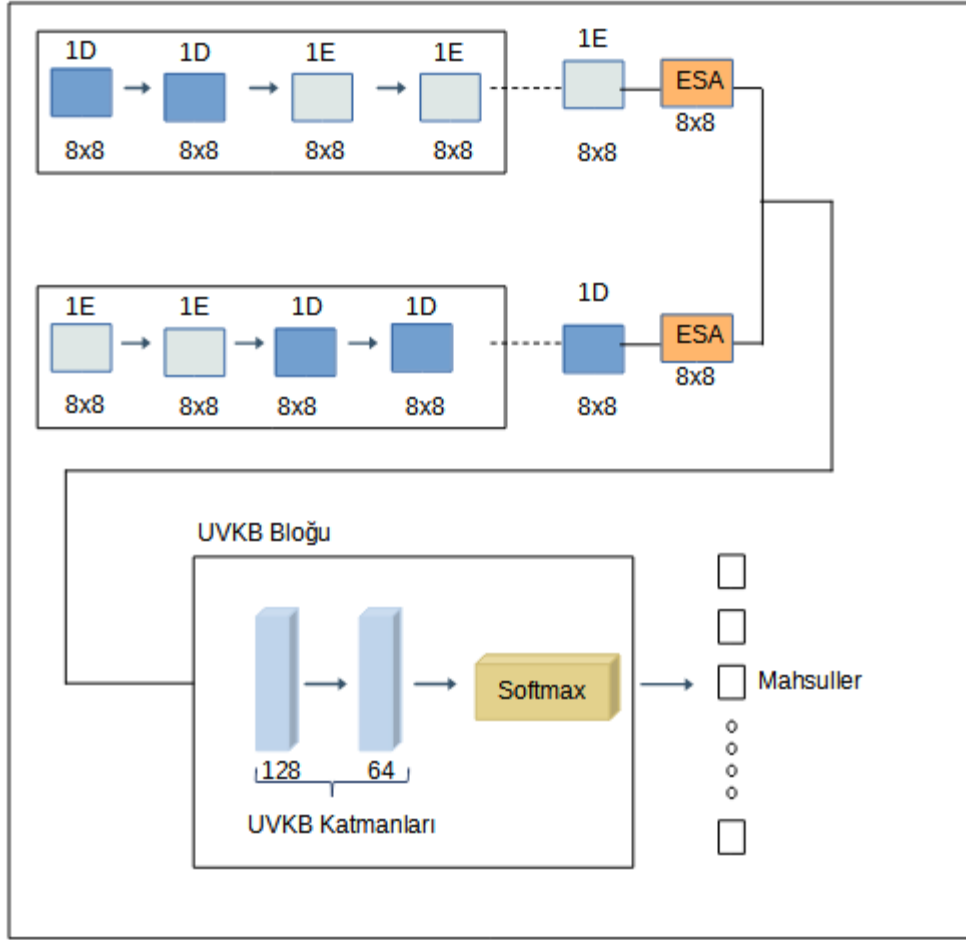 1D 1D 1E 1E 1E
ESA
8x8 8x8 8x8 8x8 8x8 8x8
1E 1E 1D 1D 1D
ESA
8x8 8x8 8x8 8x8 8x8 8x8
UVKB Bloğu
Softmax
Mahsuller
128 64
UVKB Katmanları